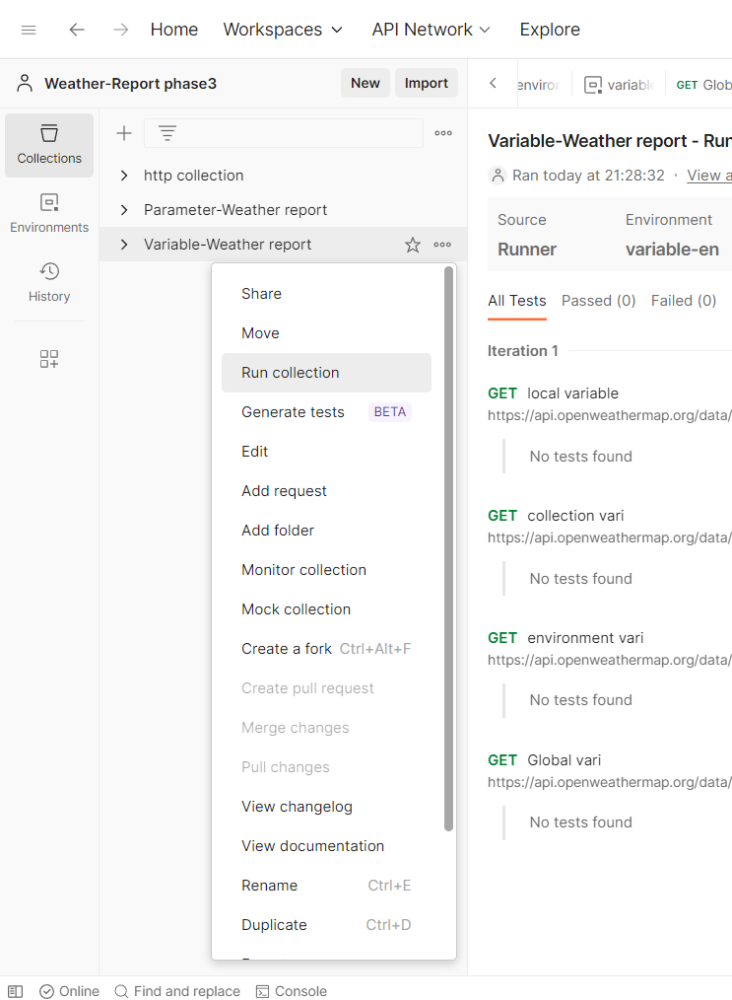 Home Workspaces API Network Explore
Weather-Report phase3 New Import
Collections
Environments
History
http collection
Parameter-Weather report
Variable-Weather report
Share
Move
Run collection
Generate tests BETA
Edit
Add request
Add folder
Monitor collection
Mock collection
Create a fork Ctrl+Alt+F
Create pull request
Merge changes
Pull changes
View changelog
View documentation
Rename Ctrl+E
Duplicate Ctrl+D
environ variable GET Glob
Variable-Weather report - Run
Ran today at 21:28:32 · View a
Source Environment
Runner variable-en
All Tests Passed (0) Failed (0)
Iteration 1
GET local variable
https://api.openweathermap.org/data/
No tests found
GET collection vari
https://api.openweathermap.org/data/
No tests found
GET environment vari
https://api.openweathermap.org/data/
No tests found
GET Global vari
https://api.openweathermap.org/data/
No tests found
Online Find and replace Console